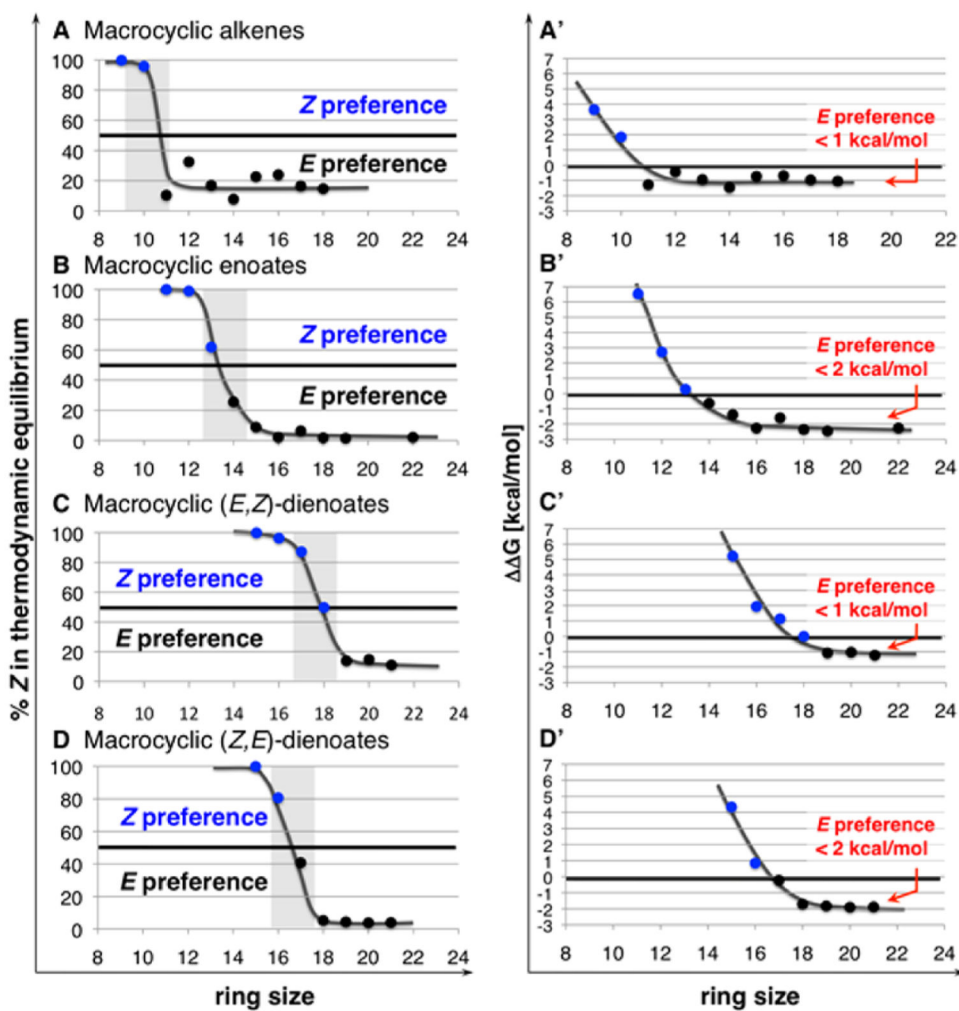 A Macrocyclic alkenes
100
80
60
40
20
0
Z preference
E preference
8 10 12 14 16 18 20 22 24
B Macrocyclic enoates
100
80
60
40
20
0
Z preference
E preference
8 10 12 14 16 18 20 22 24
C Macrocyclic (E,Z)-dienoates
100
80
60
40
20
0
Z preference
E preference
8 10 12 14 16 18 20 22 24
D Macrocyclic (Z,E)-dienoates
100
80
60
40
20
0
Z preference
E preference
8 10 12 14 16 18 20 22 24
% Z in thermodynamic equilibrium
ring size
A'
7
6
5
4
3
2
1
0
-1
-2
-3
E preference
< 1 kcal/mol
8 10 12 14 16 18 20 22
B'
7
6
5
4
3
2
1
0
-1
-2
-3
E preference
< 2 kcal/mol
8 10 12 14 16 18 20 22 24
C'
7
6
5
4
3
2
1
0
-1
-2
-3
E preference
< 1 kcal/mol
8 10 12 14 16 18 20 22 24
D'
7
6
5
4
3
2
1
0
-1
-2
-3
E preference
< 2 kcal/mol
8 10 12 14 16 18 20 22 24
ΔΔG [kcal/mol]
ring size